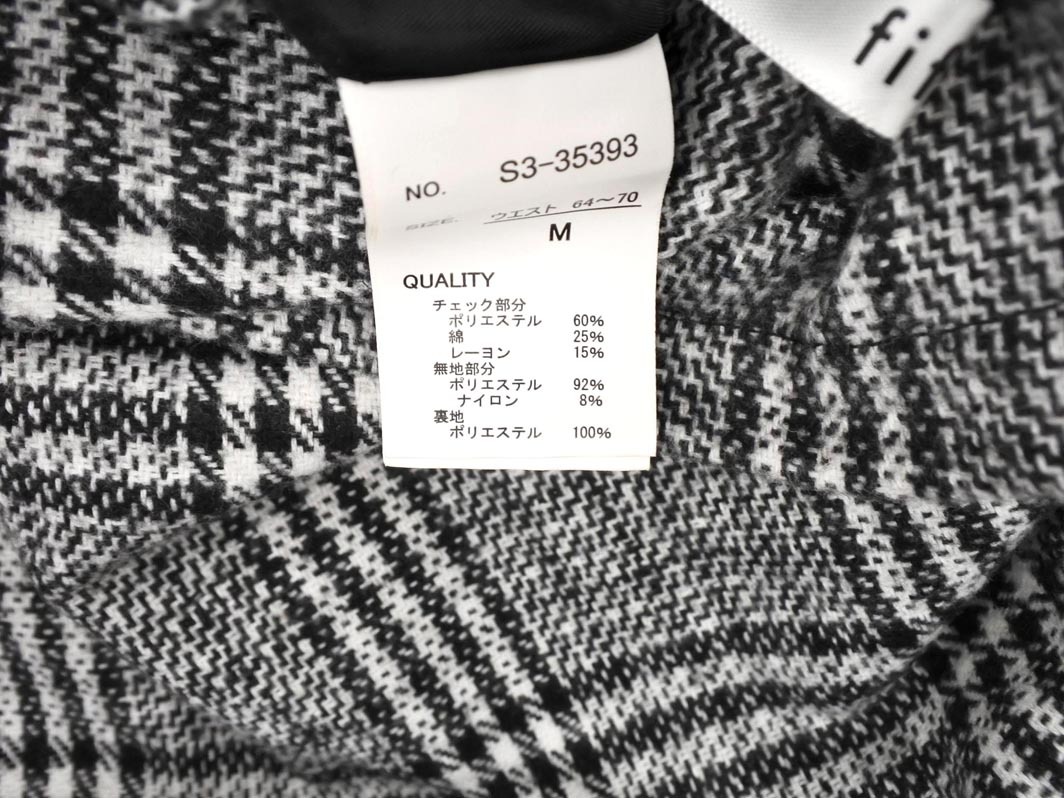 NO. S3-35393
SIZE. ウエスト 64〜70
M
QUALITY
チェック部分
ポリエステル 60%
綿 25%
レーヨン 15%
無地部分
ポリエステル 92%
ナイロン 8%
裏地
ポリエステル 100%